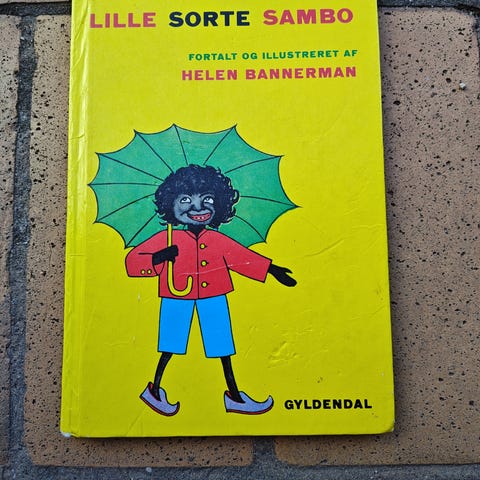 LILLE SORTE SAMBO
FORTALT OG ILLUSTRERET AF
HELEN BANNERMAN
GYLDENDAL